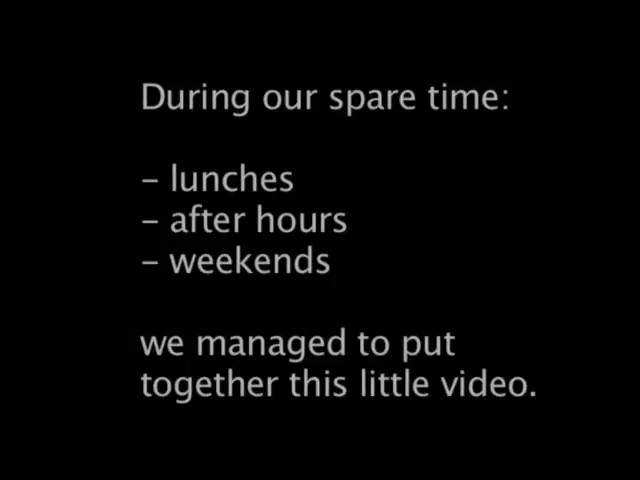 During our spare time:
- lunches
- after hours
- weekends
we managed to put
together this little video.